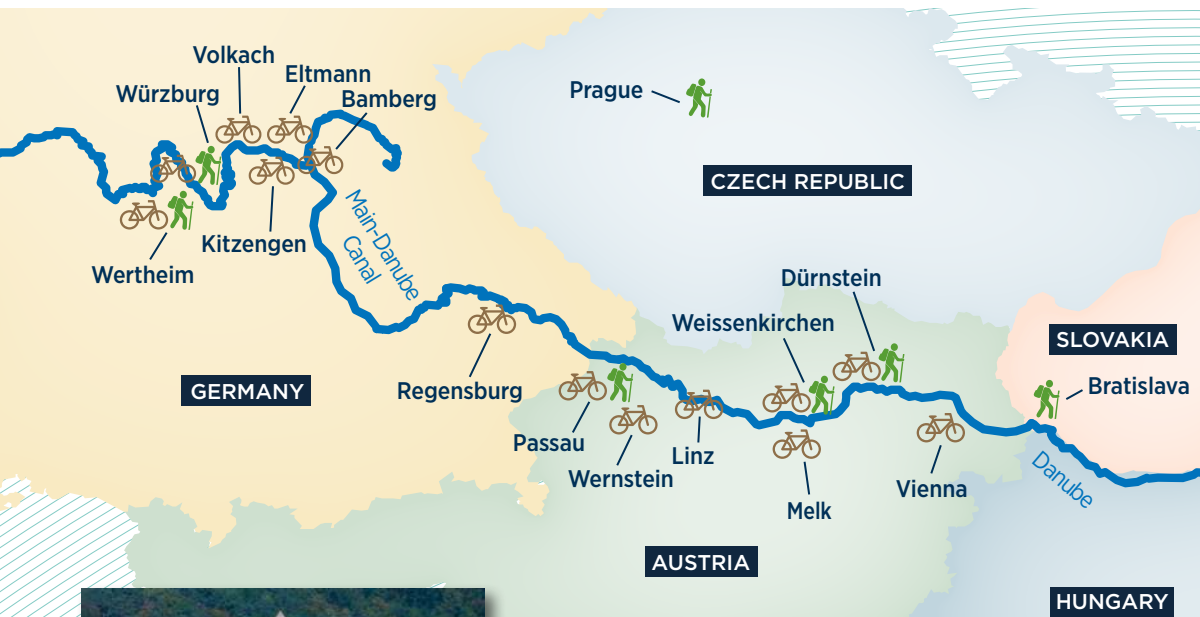 Volkach
Eltmann
Würzburg
Bamberg
Prague
CZECH REPUBLIC
Main-Danube
Canal
Kitzengen
Wertheim
Dürnstein
Weissenkirchen
SLOVAKIA
GERMANY
Regensburg
Bratislava
Passau
Linz
Wernstein
Vienna
Danube
Melk
AUSTRIA
HUNGARY